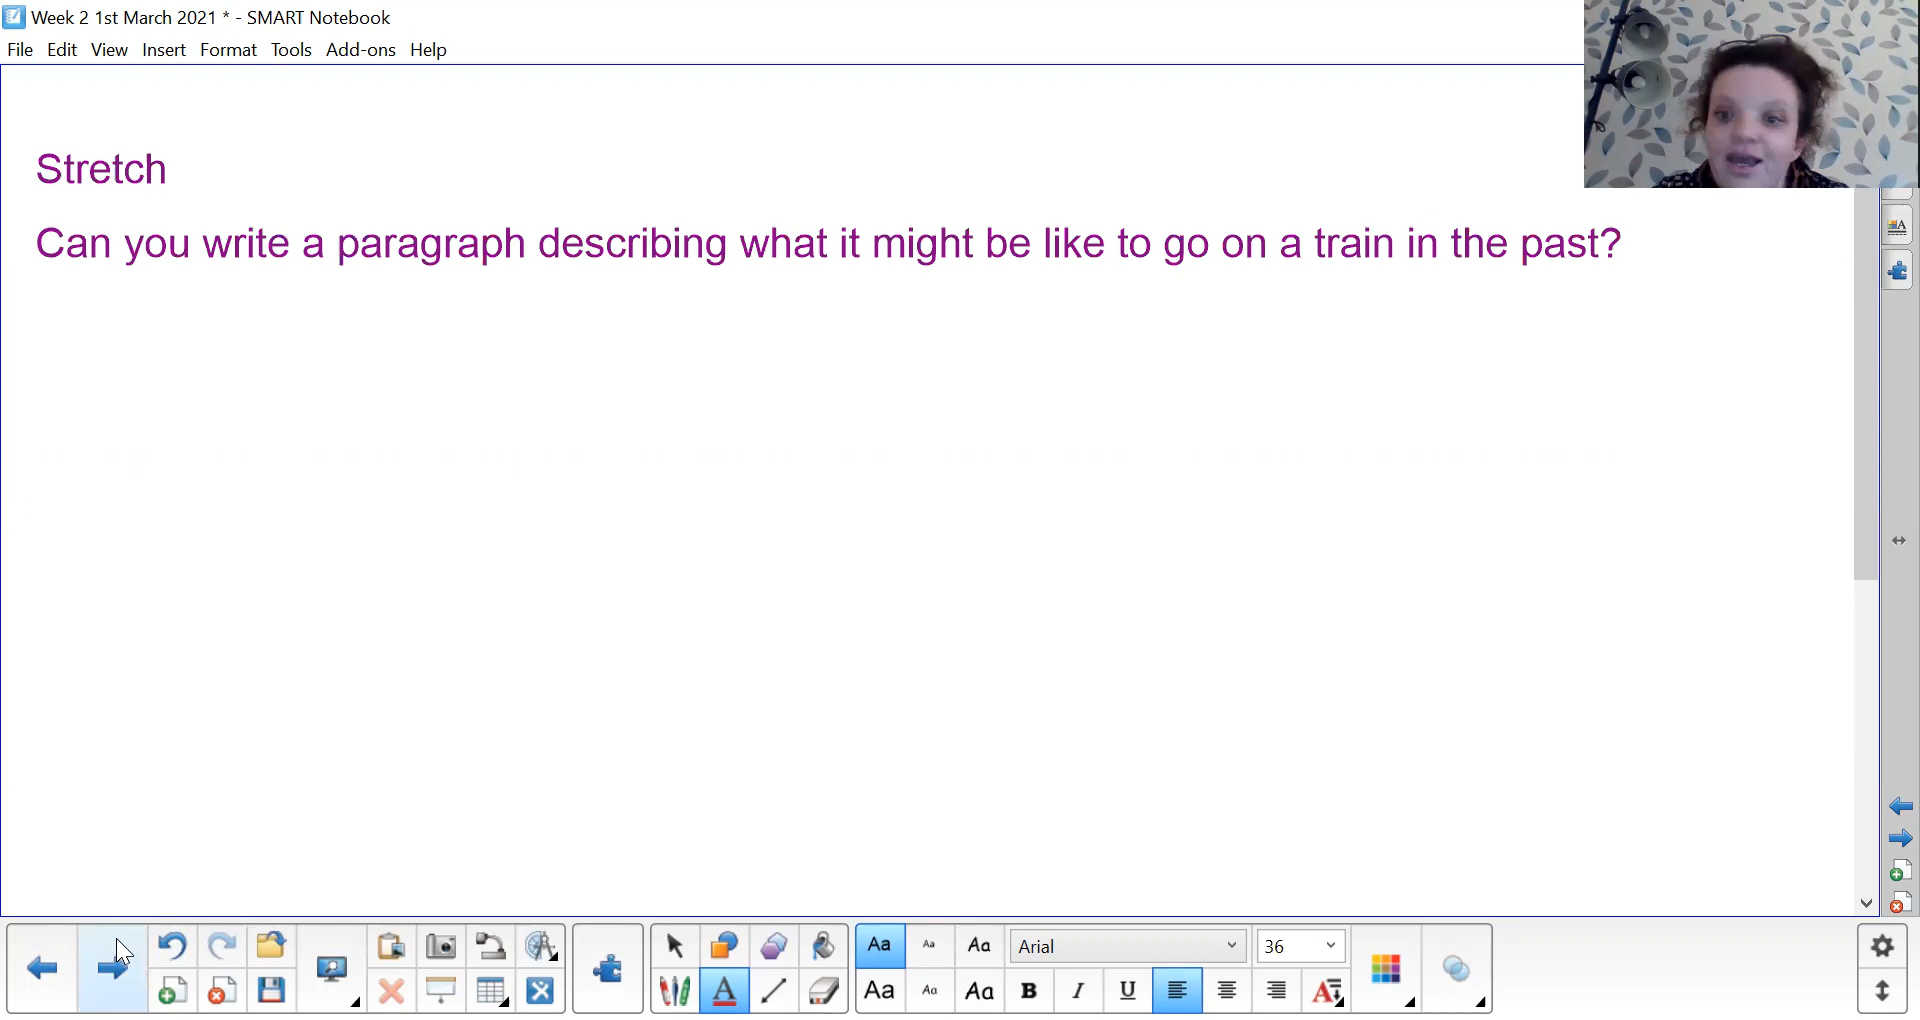 Week 2 1st March 2021 * - SMART Notebook
File Edit View Insert Format Tools Add-ons Help
Stretch
Can you write a paragraph describing what it might be like to go on a train in the past?
Aa Aa Aa Arial 36
Aa Aa Aa B I U